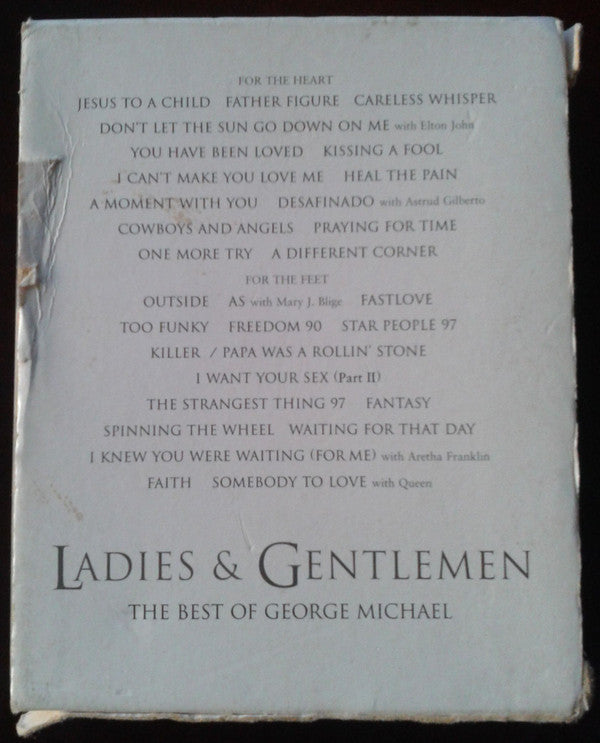 FOR THE HEART
JESUS TO A CHILD FATHER FIGURE CARELESS WHISPER
DON'T LET THE SUN GO DOWN ON ME with Elton John
YOU HAVE BEEN LOVED KISSING A FOOL
I CAN'T MAKE YOU LOVE ME HEAL THE PAIN
A MOMENT WITH YOU DESAFINADO with Astrud Gilberto
COWBOYS AND ANGELS PRAYING FOR TIME
ONE MORE TRY A DIFFERENT CORNER
FOR THE FEET
OUTSIDE AS with Mary J. Blige FASTLOVE
TOO FUNKY FREEDOM 90 STAR PEOPLE 97
KILLER / PAPA WAS A ROLLIN' STONE
I WANT YOUR SEX (Part II)
THE STRANGEST THING 97 FANTASY
SPINNING THE WHEEL WAITING FOR THAT DAY
I KNEW YOU WERE WAITING (FOR ME) with Aretha Franklin
FAITH SOMEBODY TO LOVE with Queen
LADIES & GENTLEMEN
THE BEST OF GEORGE MICHAEL